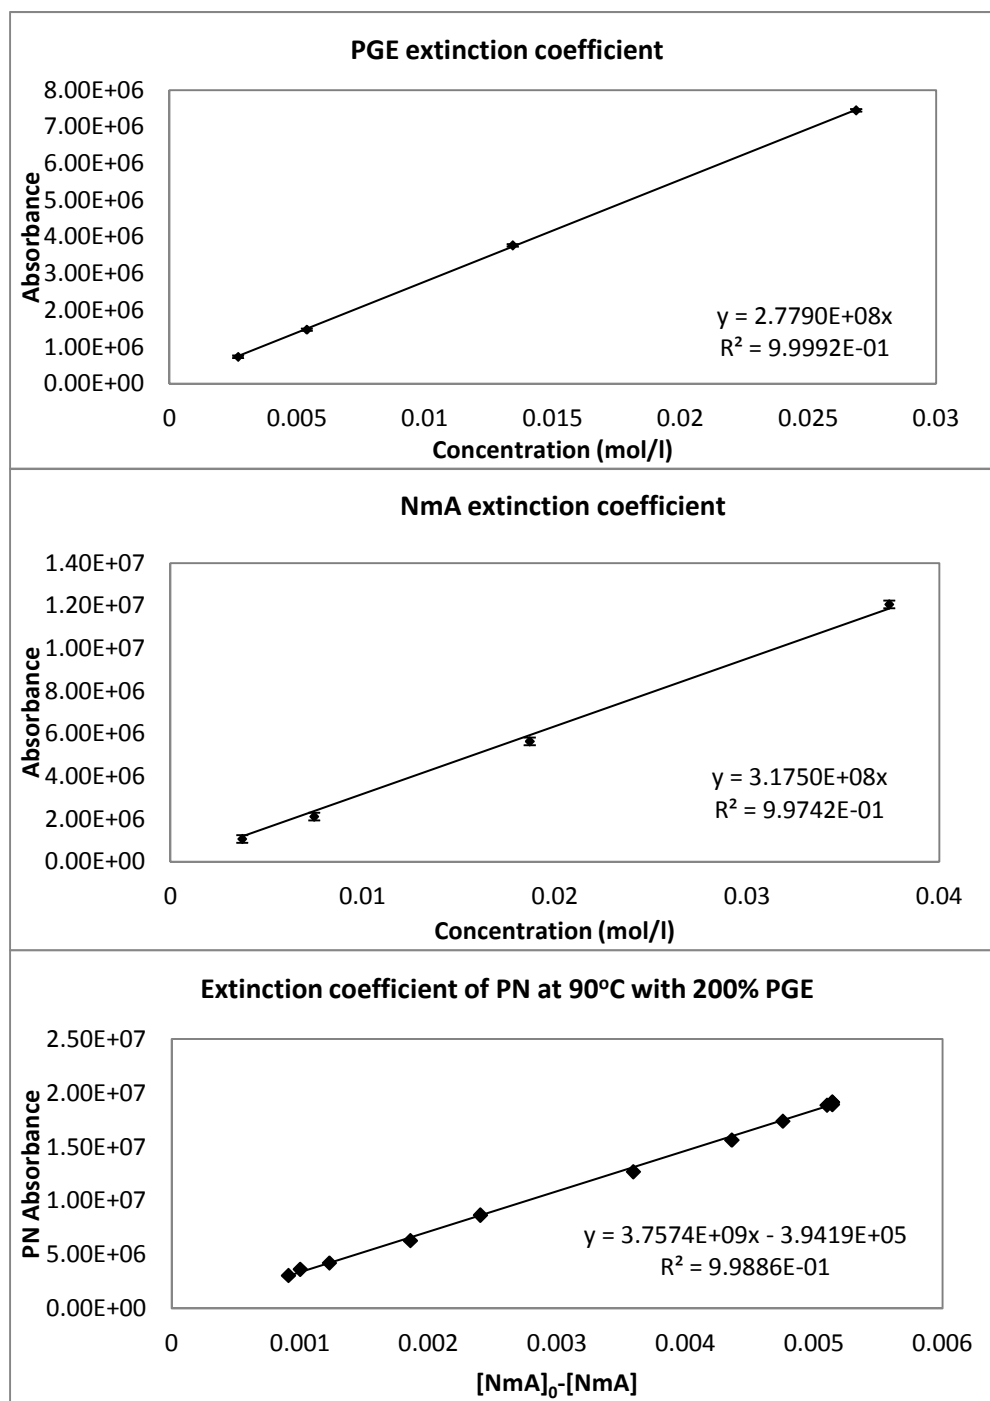 PGE extinction coefficient
8.00E+06
7.00E+06
6.00E+06
5.00E+06
4.00E+06
3.00E+06
2.00E+06
1.00E+06
0.00E+00
Absorbance
y = 2.7790E+08x
R² = 9.9992E-01
0 0.005 0.01 0.015 0.02 0.025 0.03
Concentration (mol/l)
NmA extinction coefficient
1.40E+07
1.20E+07
1.00E+07
8.00E+06
6.00E+06
4.00E+06
2.00E+06
0.00E+00
Absorbance
y = 3.1750E+08x
R² = 9.9742E-01
0 0.01 0.02 0.03 0.04
Concentration (mol/l)
Extinction coefficient of PN at 90°C with 200% PGE
2.50E+07
2.00E+07
1.50E+07
1.00E+07
5.00E+06
0.00E+00
PN Absorbance
y = 3.7574E+09x - 3.9419E+05
R² = 9.9886E-01
0 0.001 0.002 0.003 0.004 0.005 0.006
[NmA]₀-[NmA]